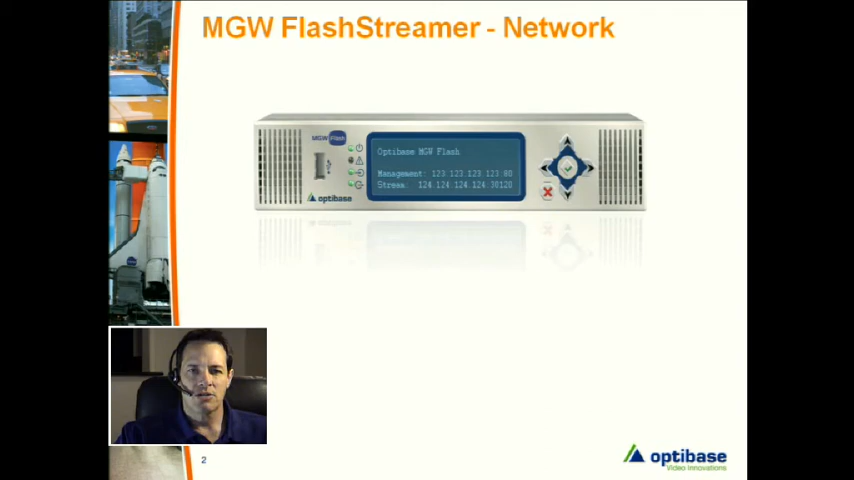 MGW FlashStreamer - Network
MGW Flash
Optibase MGW Flash
Management: 123.123.123.123:80
Stream: 124.124.124.124.30120
optibase
2
optibase
Video Innovations